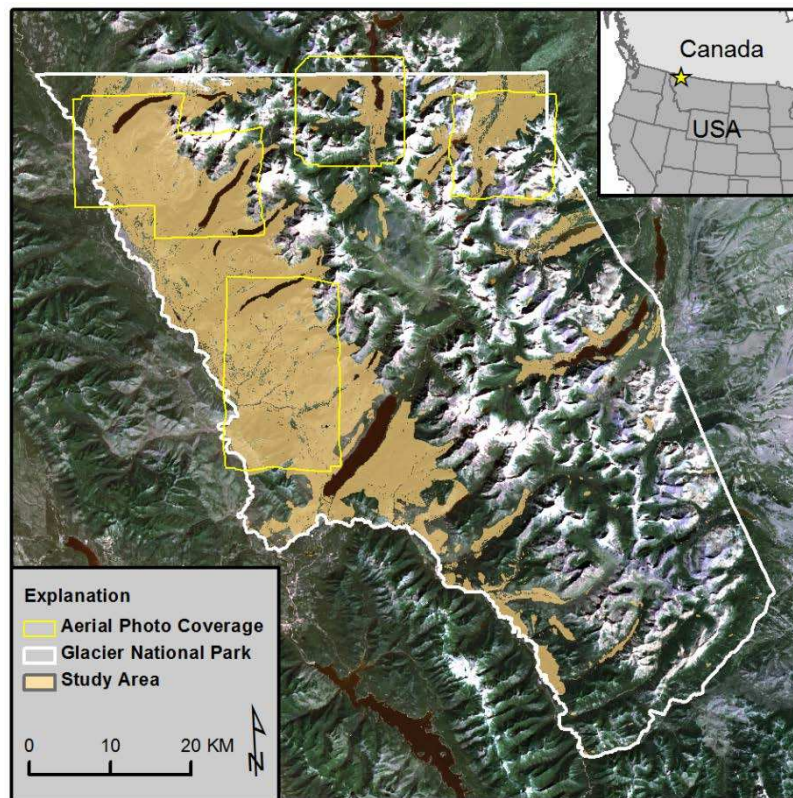 Canada
USA
Explanation
Aerial Photo Coverage
Glacier National Park
Study Area
0 10 20 KM
N